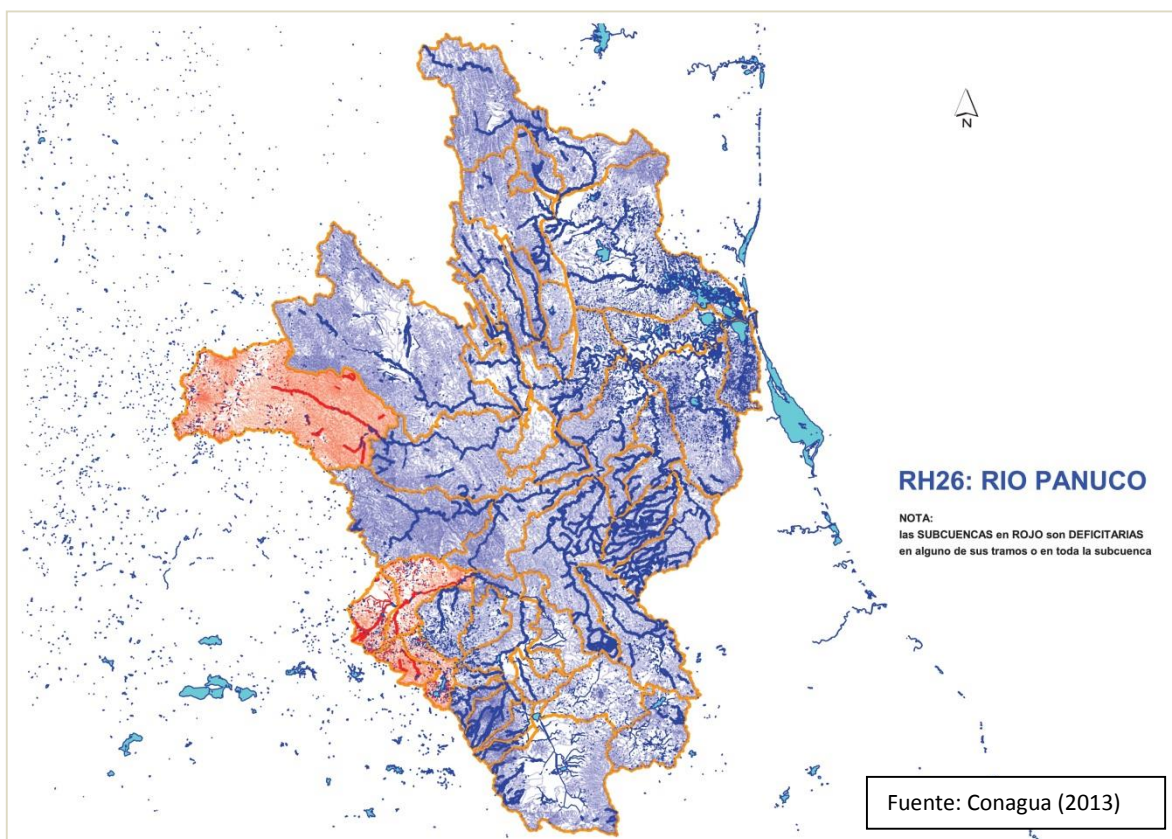 N
RH26: RIO PANUCO
NOTA:
las SUBCUENCAS en ROJO son DEFICITARIAS
en alguno de sus tramos o en toda la subcuenca
Fuente: Conagua (2013)